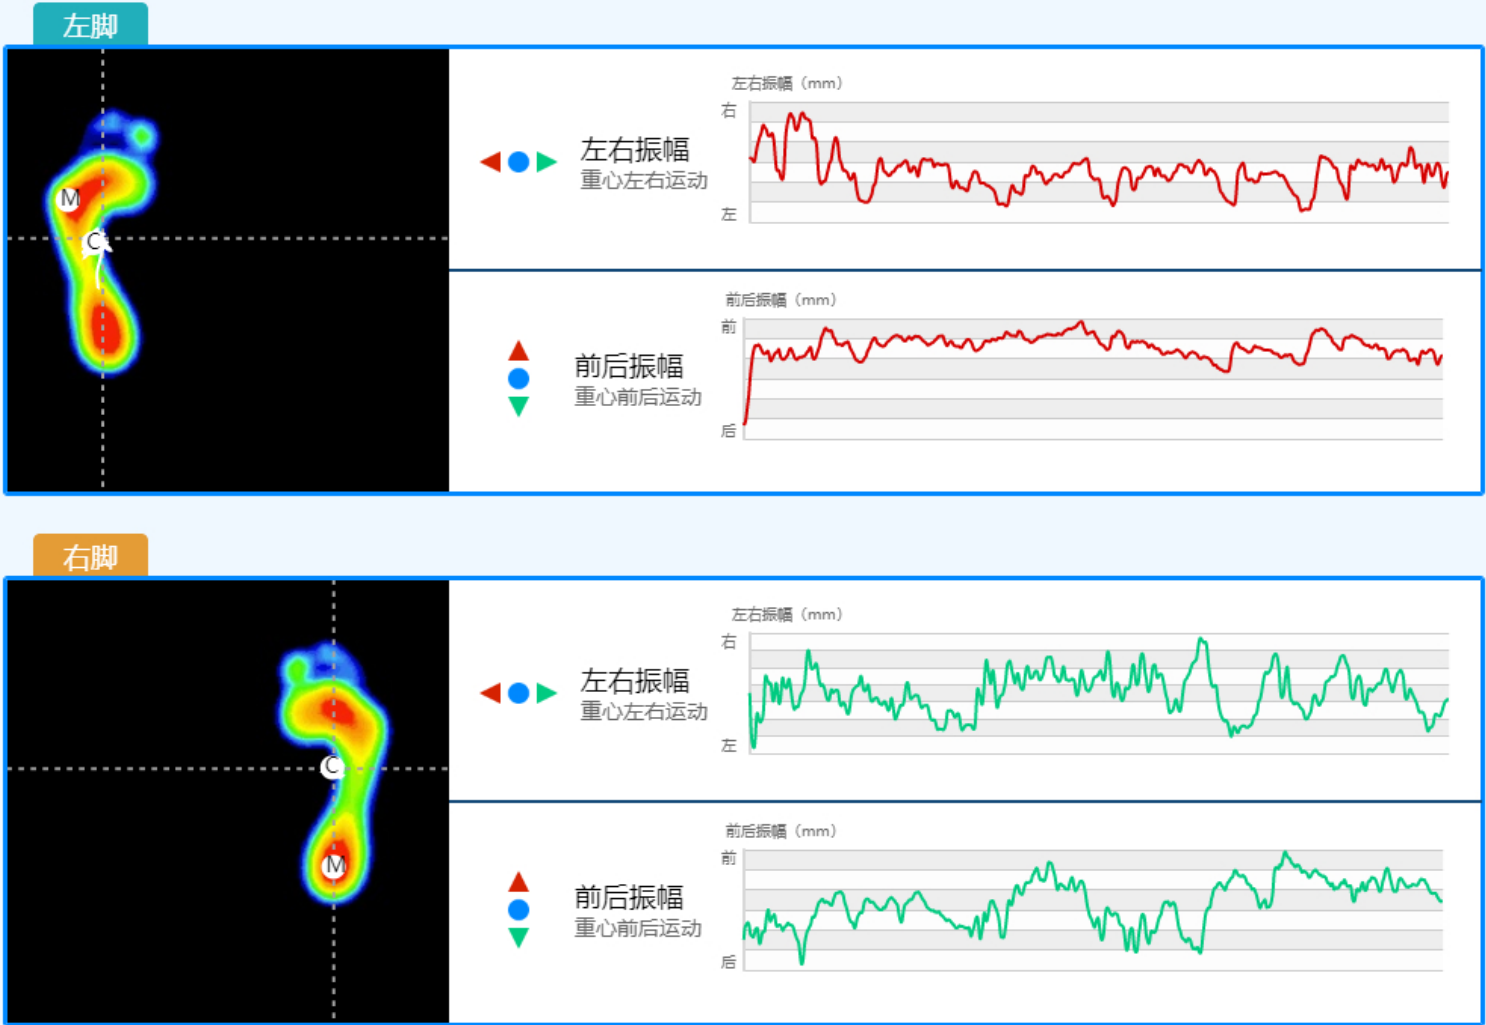 左脚
左右振幅（mm）
右
左右振幅
重心左右运动
左
M
C
前后振幅（mm）
前
前后振幅
重心前后运动
后
右脚
左右振幅（mm）
右
左右振幅
重心左右运动
左
C
前后振幅（mm）
前
M
前后振幅
重心前后运动
后